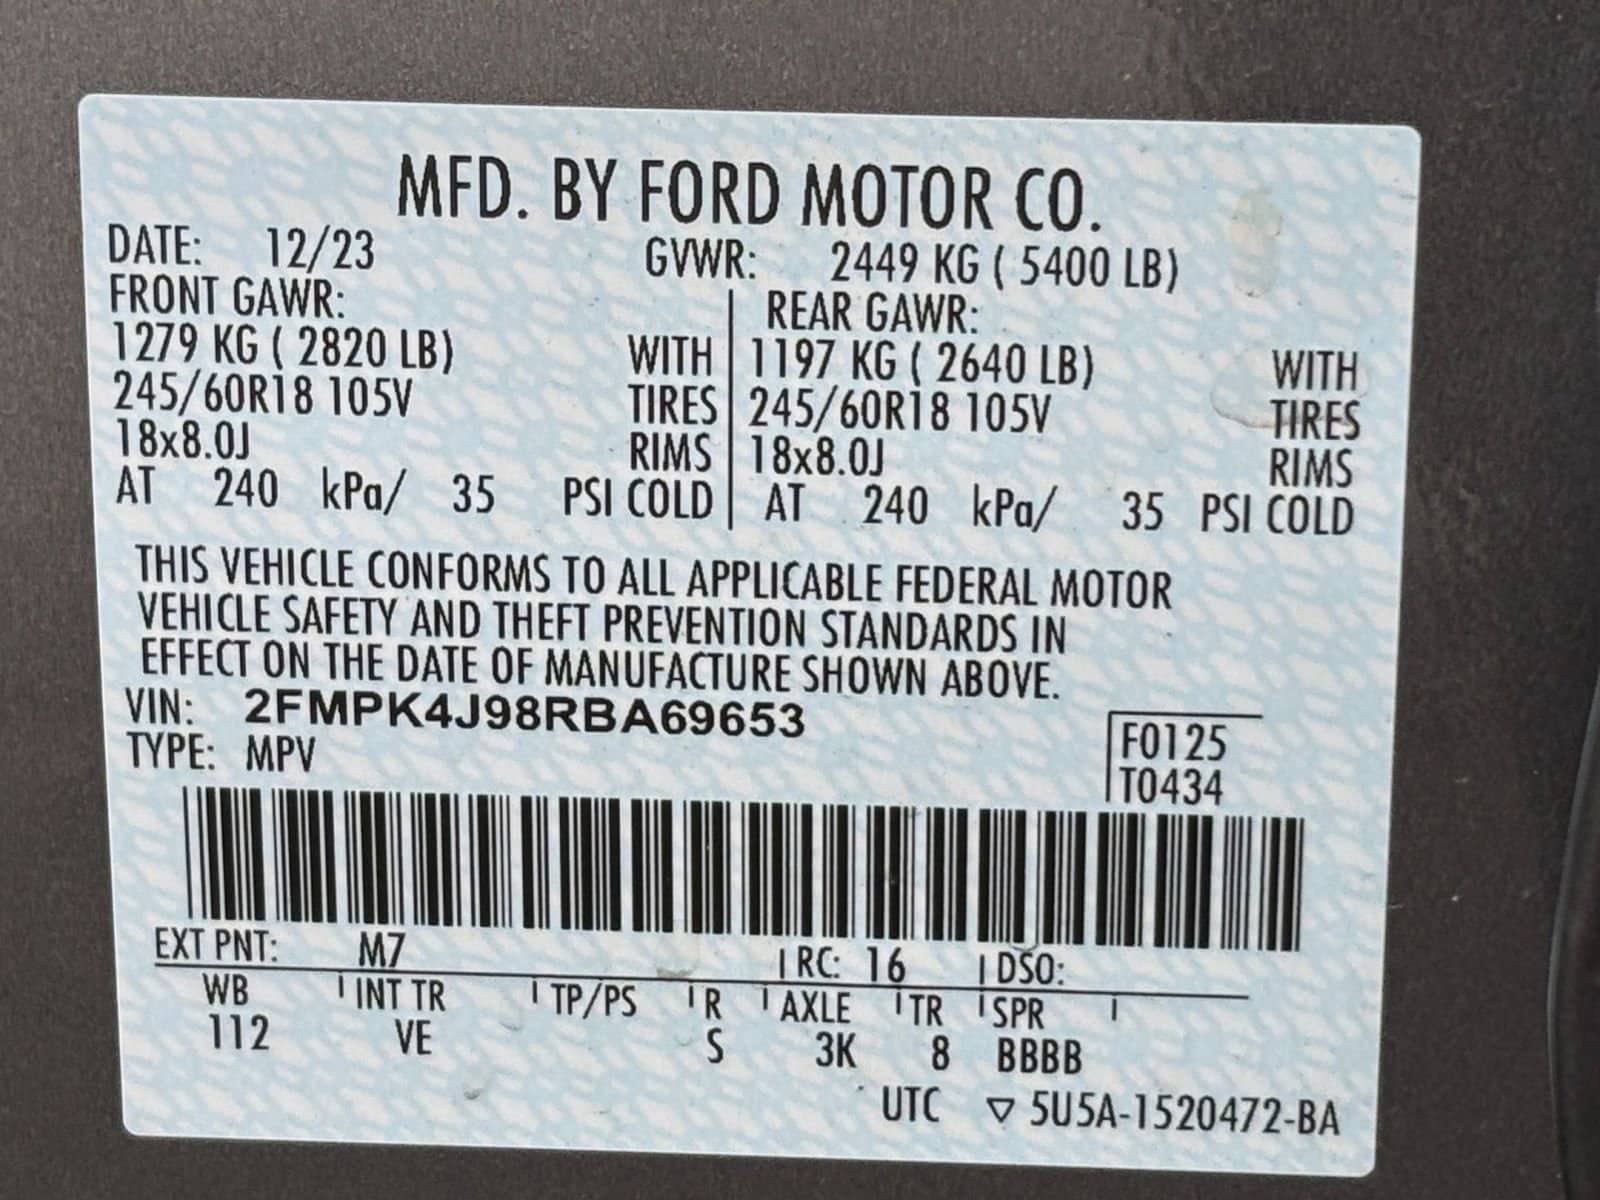 MFD. BY FORD MOTOR CO.
DATE: 12/23 GVWR: 2449 KG ( 5400 LB)
FRONT GAWR: REAR GAWR:
1279 KG ( 2820 LB) WITH 1197 KG ( 2640 LB) WITH
245/60R18 105V TIRES 245/60R18 105V TIRES
18x8.0J RIMS 18x8.0J RIMS
AT 240 kPa/ 35 PSI COLD AT 240 kPa/ 35 PSI COLD
THIS VEHICLE CONFORMS TO ALL APPLICABLE FEDERAL MOTOR
VEHICLE SAFETY AND THEFT PREVENTION STANDARDS IN
EFFECT ON THE DATE OF MANUFACTURE SHOWN ABOVE.
VIN: 2FMPK4J98RBA69653
TYPE: MPV
F0125
T0434
EXT PNT: M7 RC: 16 DSO:
WB INT TR TP/PS R AXLE TR SPR
112 VE S 3K 8 BBBB
UTC ▽ 5U5A-1520472-BA